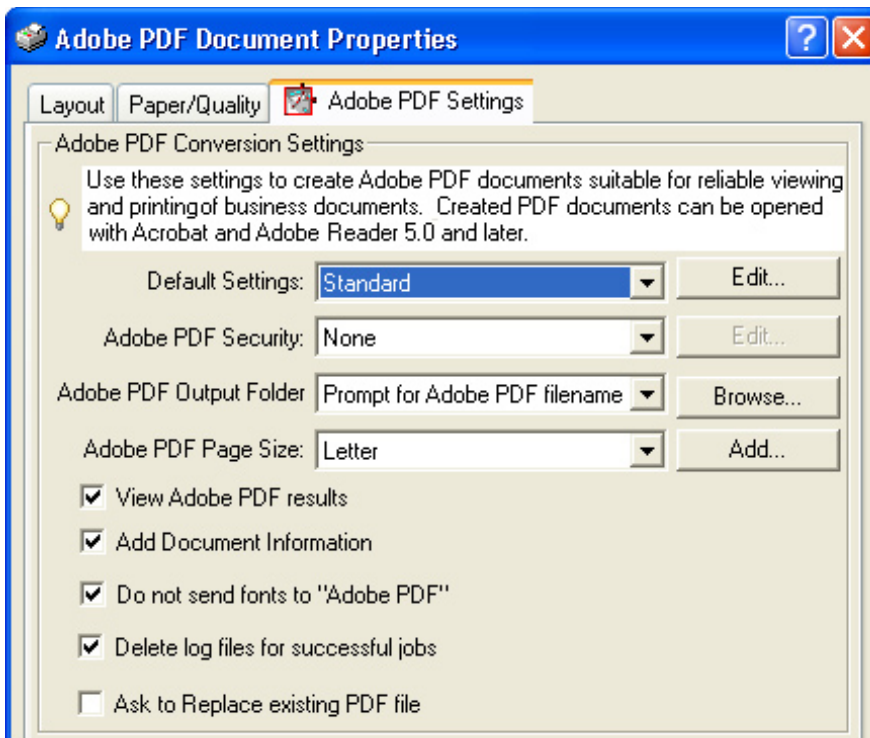 Adobe PDF Document Properties
Layout Paper/Quality Adobe PDF Settings
Adobe PDF Conversion Settings
Use these settings to create Adobe PDF documents suitable for reliable viewing
and printingof business documents. Created PDF documents can be opened
with Acrobat and Adobe Reader 5.0 and later.
Default Settings: Standard Edit...
Adobe PDF Security: None Edit...
Adobe PDF Output Folder Prompt for Adobe PDF filename Browse...
Adobe PDF Page Size: Letter Add...
View Adobe PDF results
Add Document Information
Do not send fonts to "Adobe PDF"
Delete log files for successful jobs
Ask to Replace existing PDF file